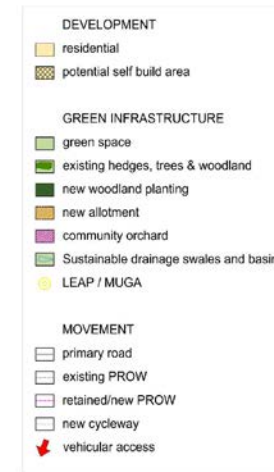 DEVELOPMENT
residential
potential self build area
GREEN INFRASTRUCTURE
green space
existing hedges, trees & woodland
new woodland planting
new allotment
community orchard
Sustainable drainage swales and basin
LEAP / MUGA
MOVEMENT
primary road
existing PROW
retained/new PROW
new cycleway
vehicular access